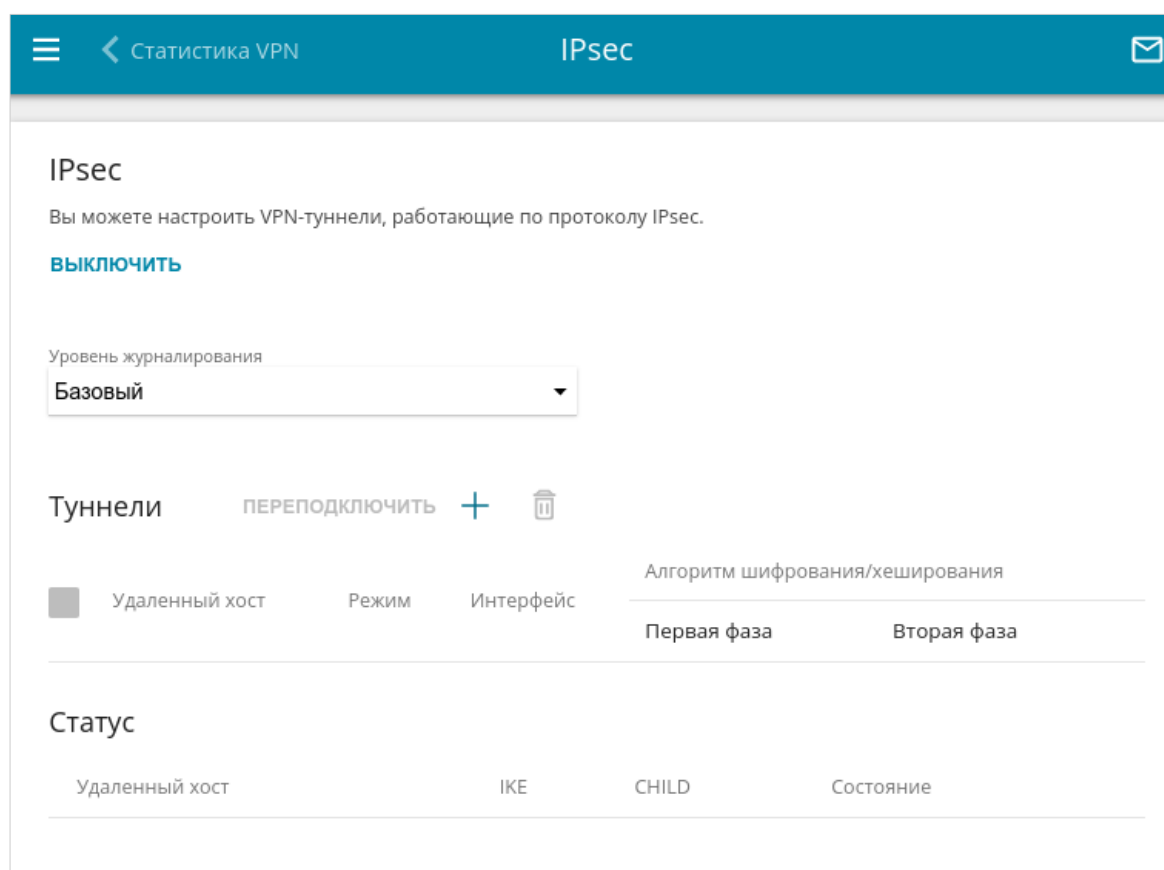 Статистика VPN
IPsec
IPsec
Вы можете настроить VPN-туннели, работающие по протоколу IPsec.
ВЫКЛЮЧИТЬ
Уровень журналирования
Базовый
Туннели ПЕРЕПОДКЛЮЧИТЬ
Алгоритм шифрования/хеширования
Удаленный хост Режим Интерфейс
Первая фаза Вторая фаза
Статус
Удаленный хост IKE CHILD Состояние